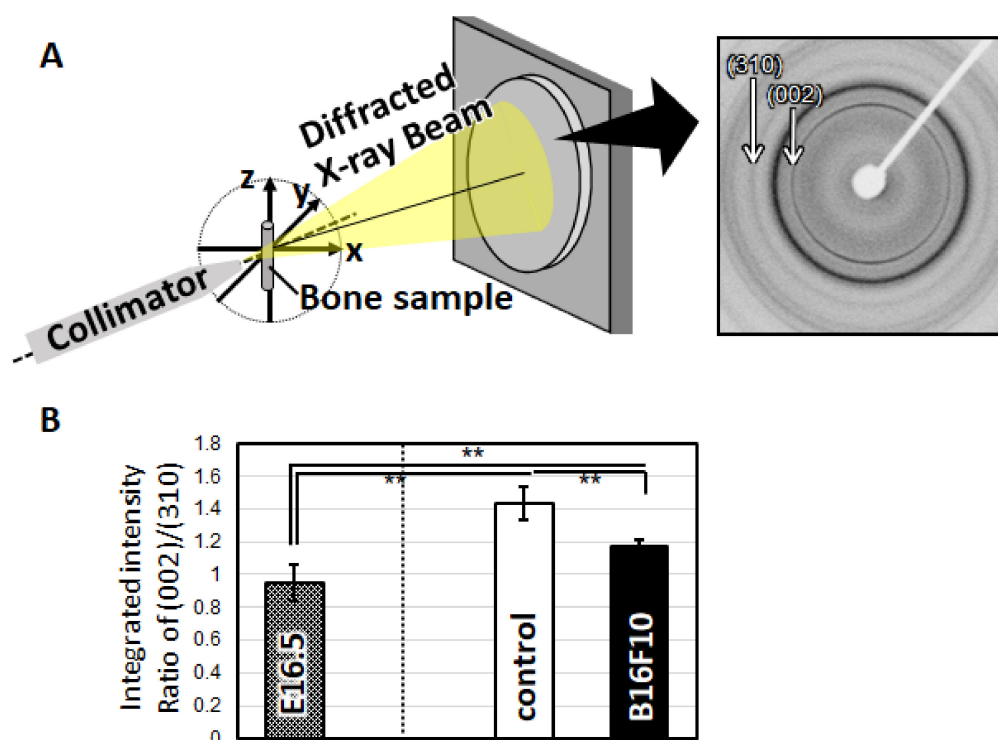 A
Diffracted
X-ray Beam
z
y
x
Collimator
Bone sample
(310)
(002)
B
Integrated intensity
Ratio of (002)/(310)
1.8
1.6
1.4
1.2
1
0.8
0.6
0.4
0.2
0
**
**
**
E16.5
control
B16F10